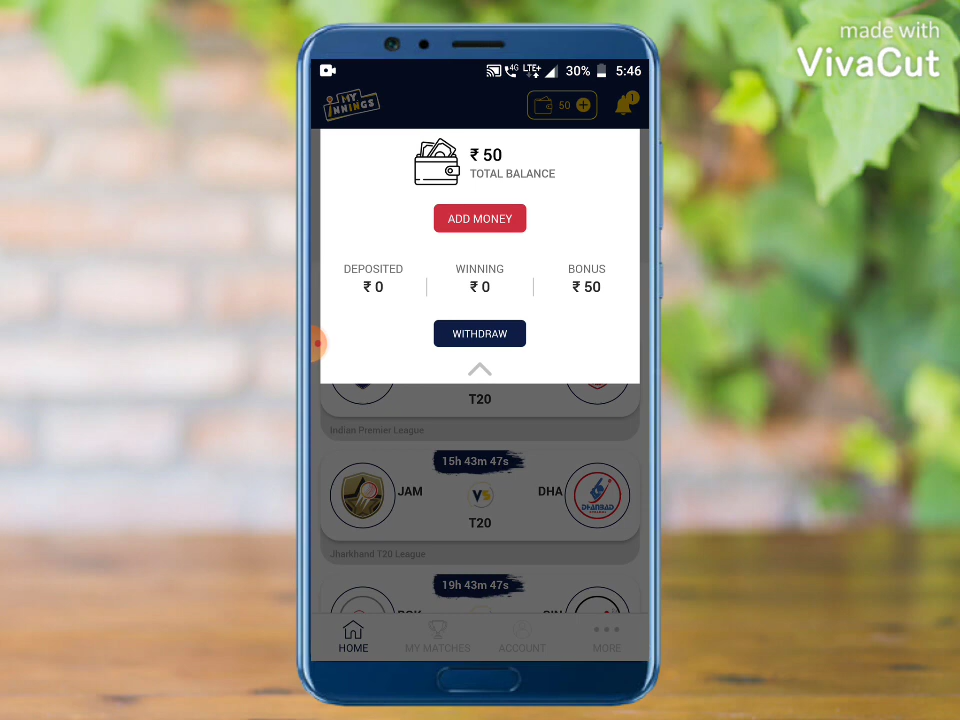 made with
VivaCut
4G LTE+ 30% 5:46
MY INNINGS
50
1
₹ 50
TOTAL BALANCE
ADD MONEY
DEPOSITED WINNING BONUS
₹ 0 ₹ 0 ₹ 50
WITHDRAW
T20
Indian Premier League
15h 43m 47s
JAM VS DHA
DHANBAD
T20
Jharkhand T20 League
19h 43m 47s
HOME MY MATCHES ACCOUNT MORE